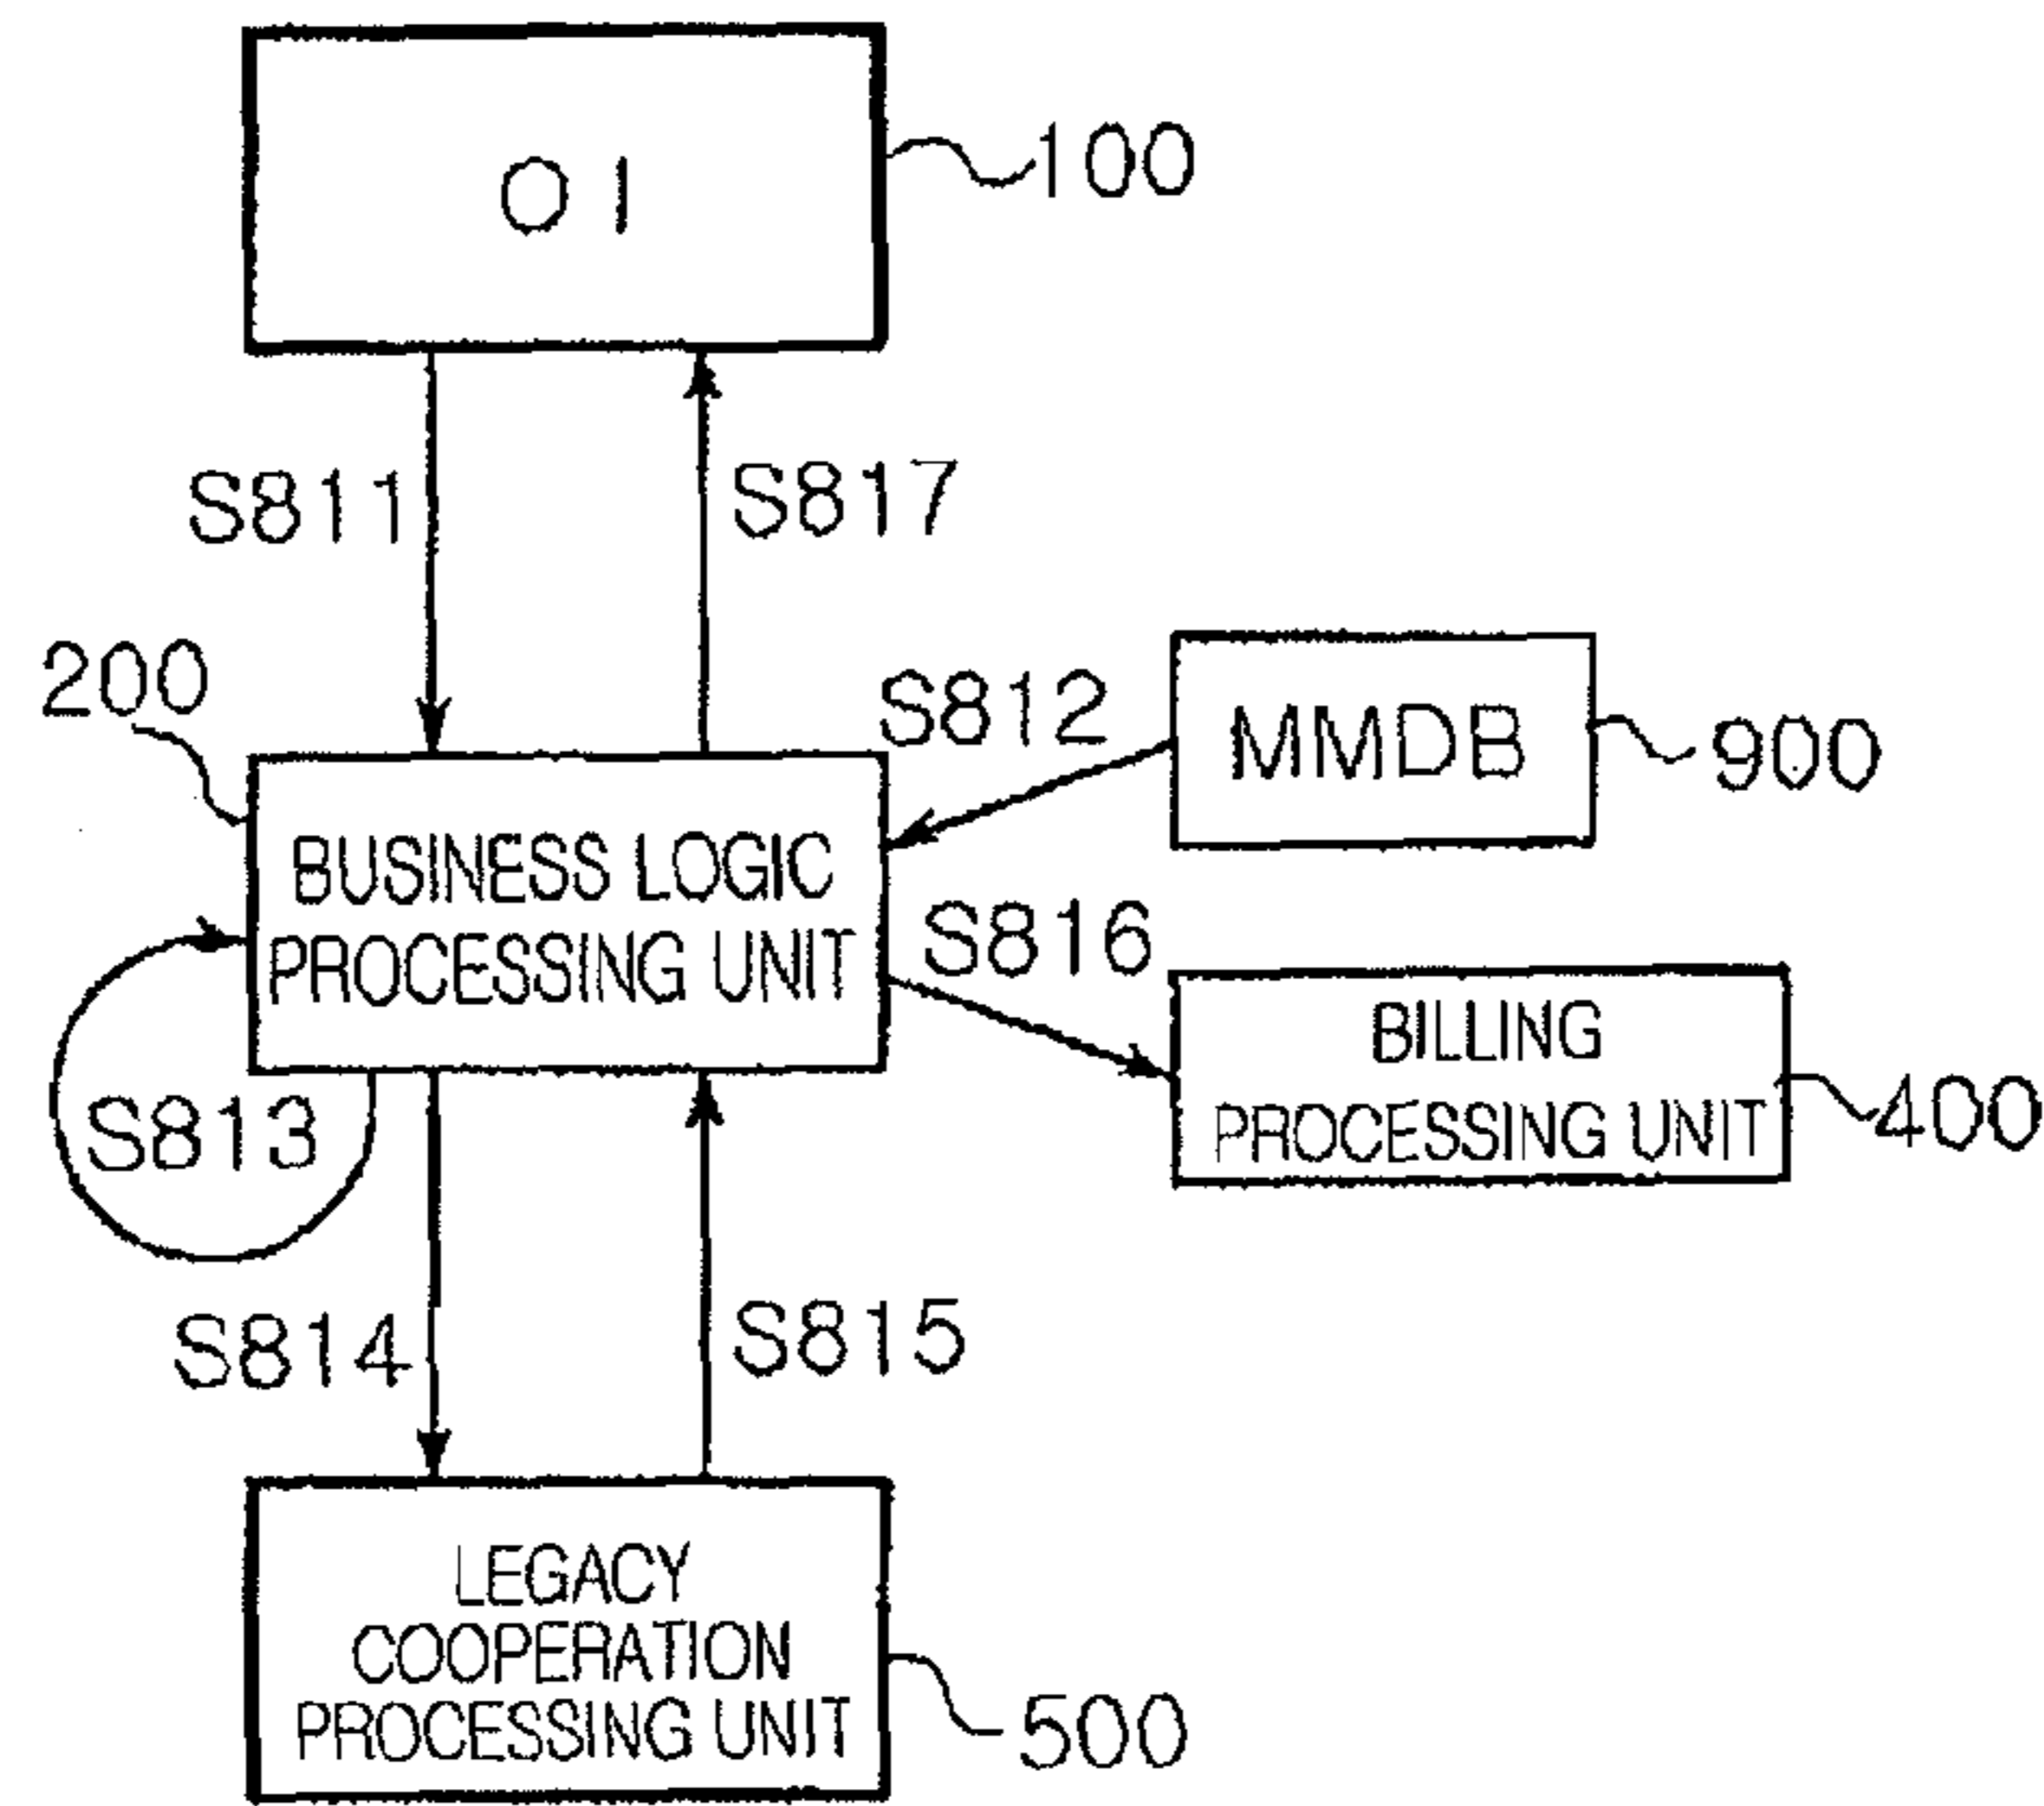 OI
100
S811
S817
200
S812
MMDB
900
BUSINESS LOGIC
PROCESSING UNIT
S816
BILLING
PROCESSING UNIT
400
S813
S814
S815
LEGACY
COOPERATION
PROCESSING UNIT
500